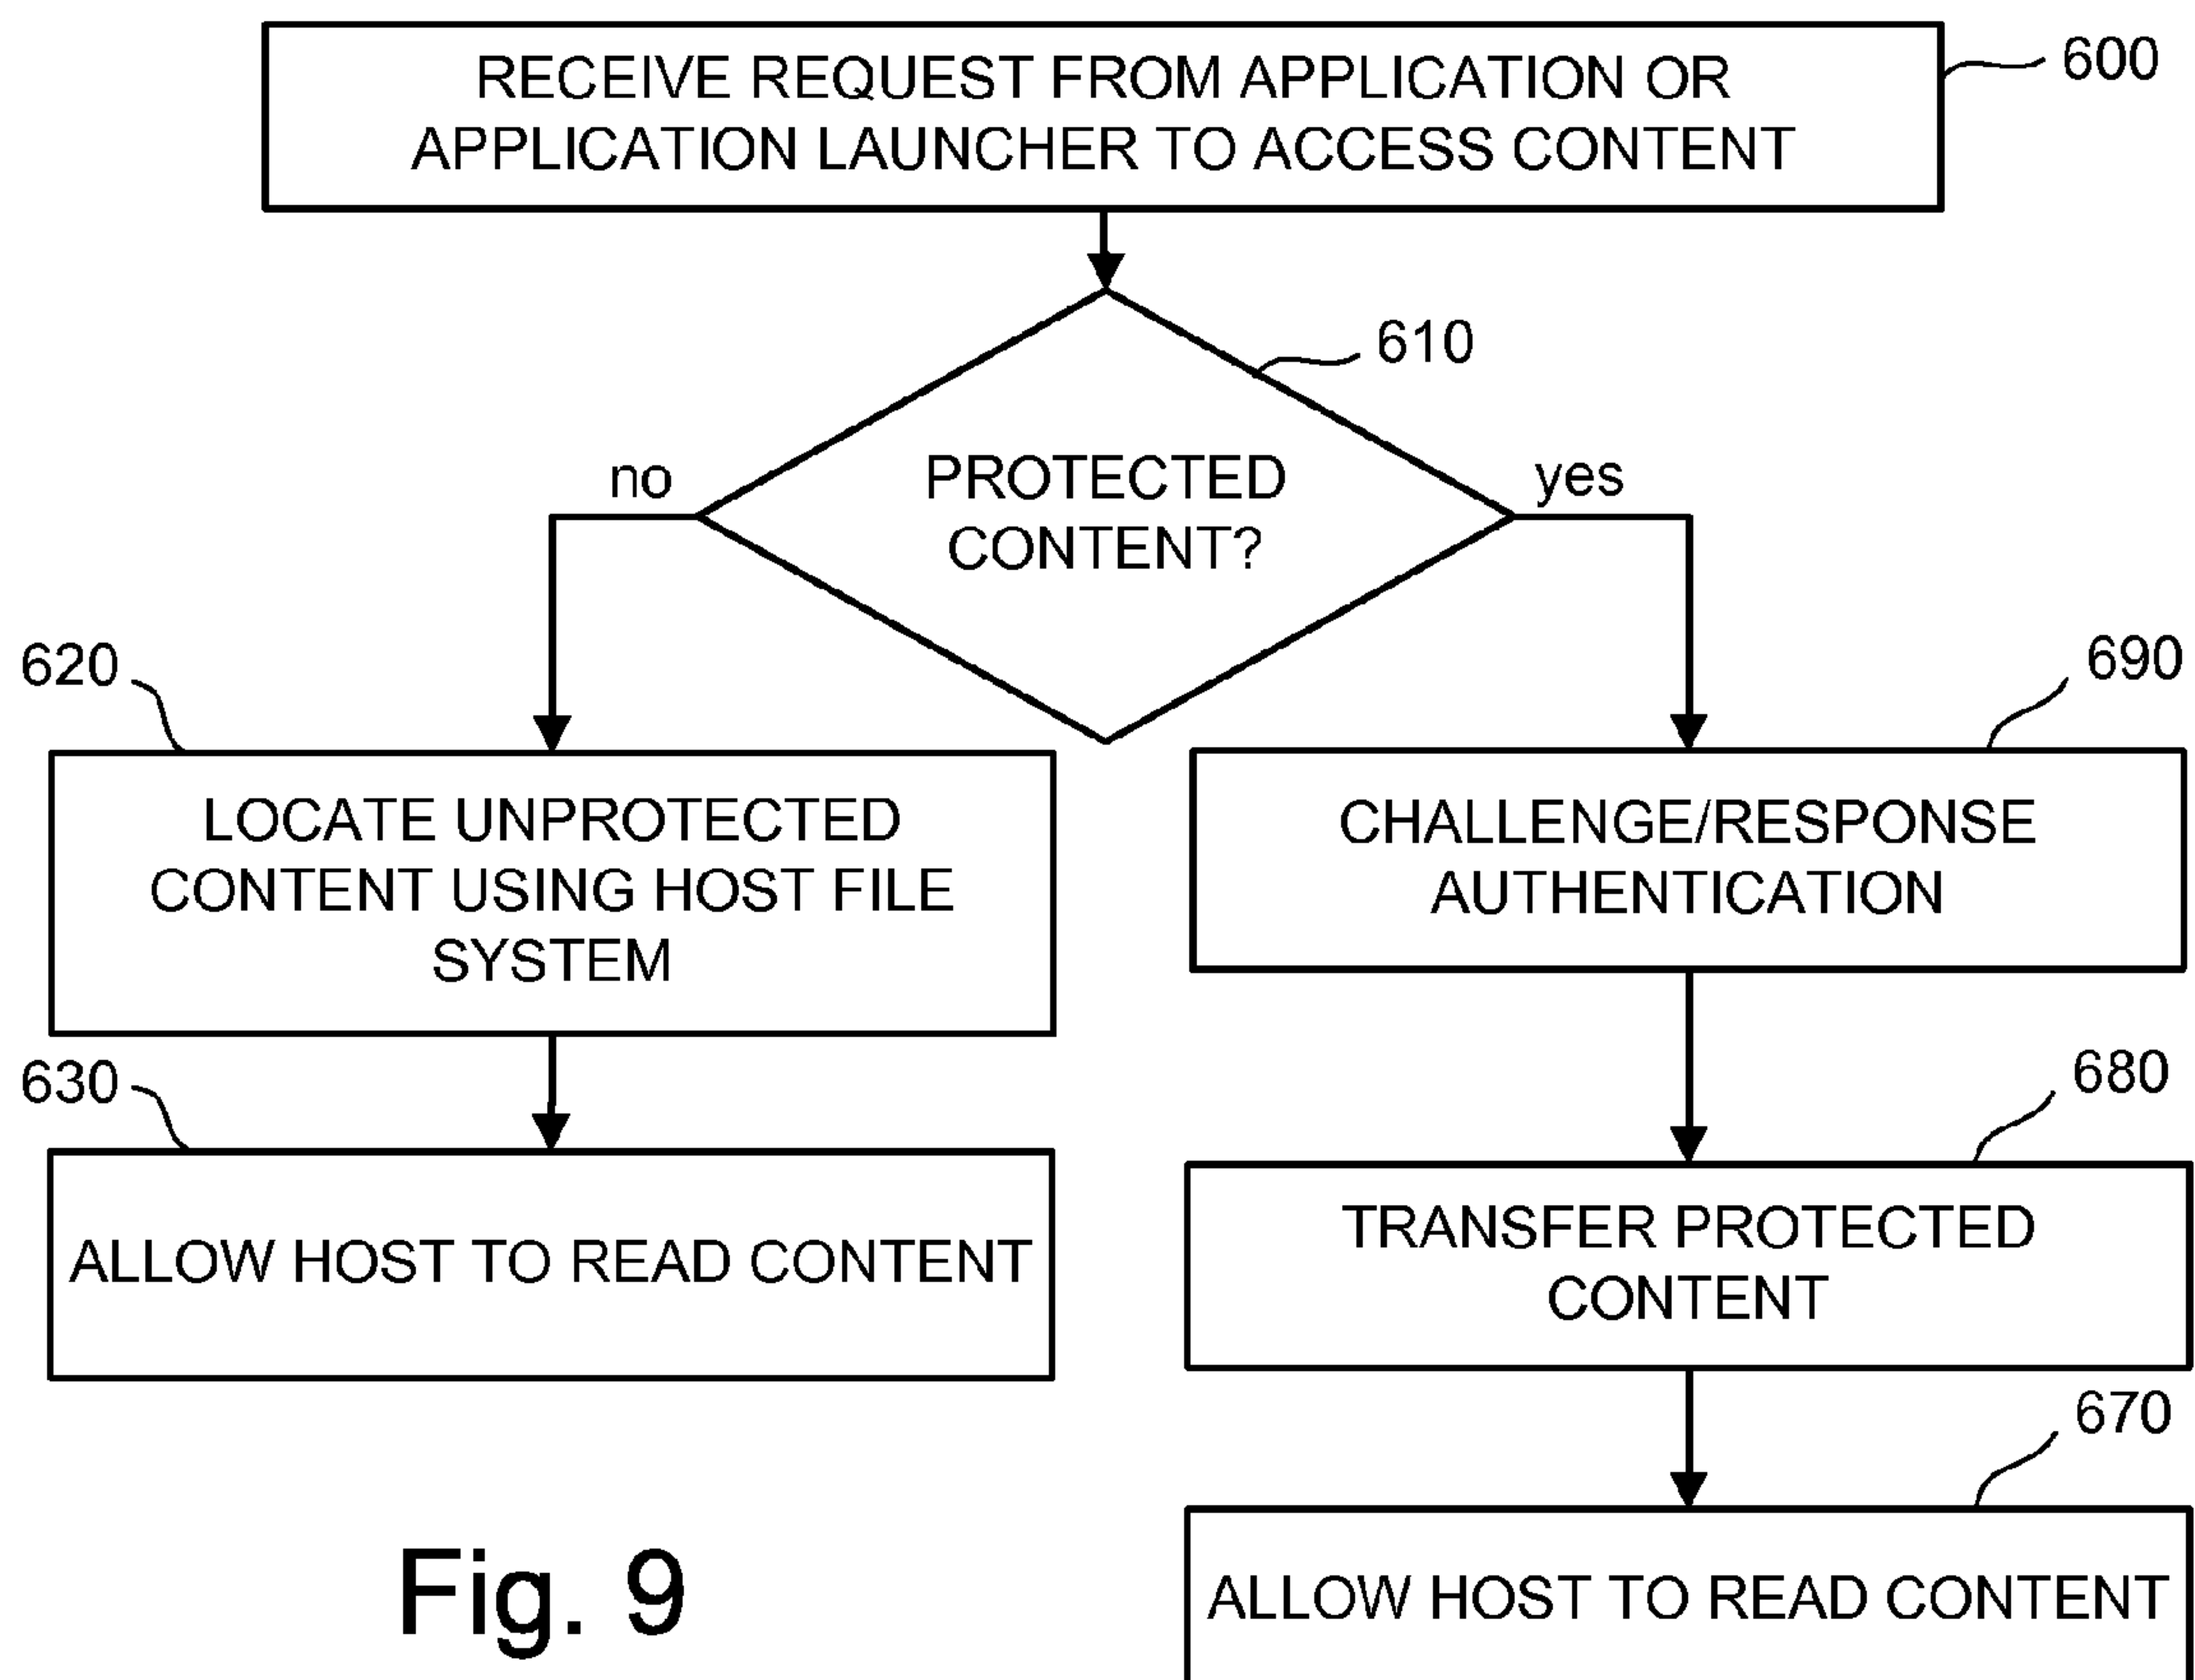 RECEIVE REQUEST FROM APPLICATION OR
APPLICATION LAUNCHER TO ACCESS CONTENT
600
610
PROTECTED
CONTENT?
no
yes
620
LOCATE UNPROTECTED
CONTENT USING HOST FILE
SYSTEM
630
ALLOW HOST TO READ CONTENT
690
CHALLENGE/RESPONSE
AUTHENTICATION
680
TRANSFER PROTECTED
CONTENT
670
ALLOW HOST TO READ CONTENT
Fig. 9